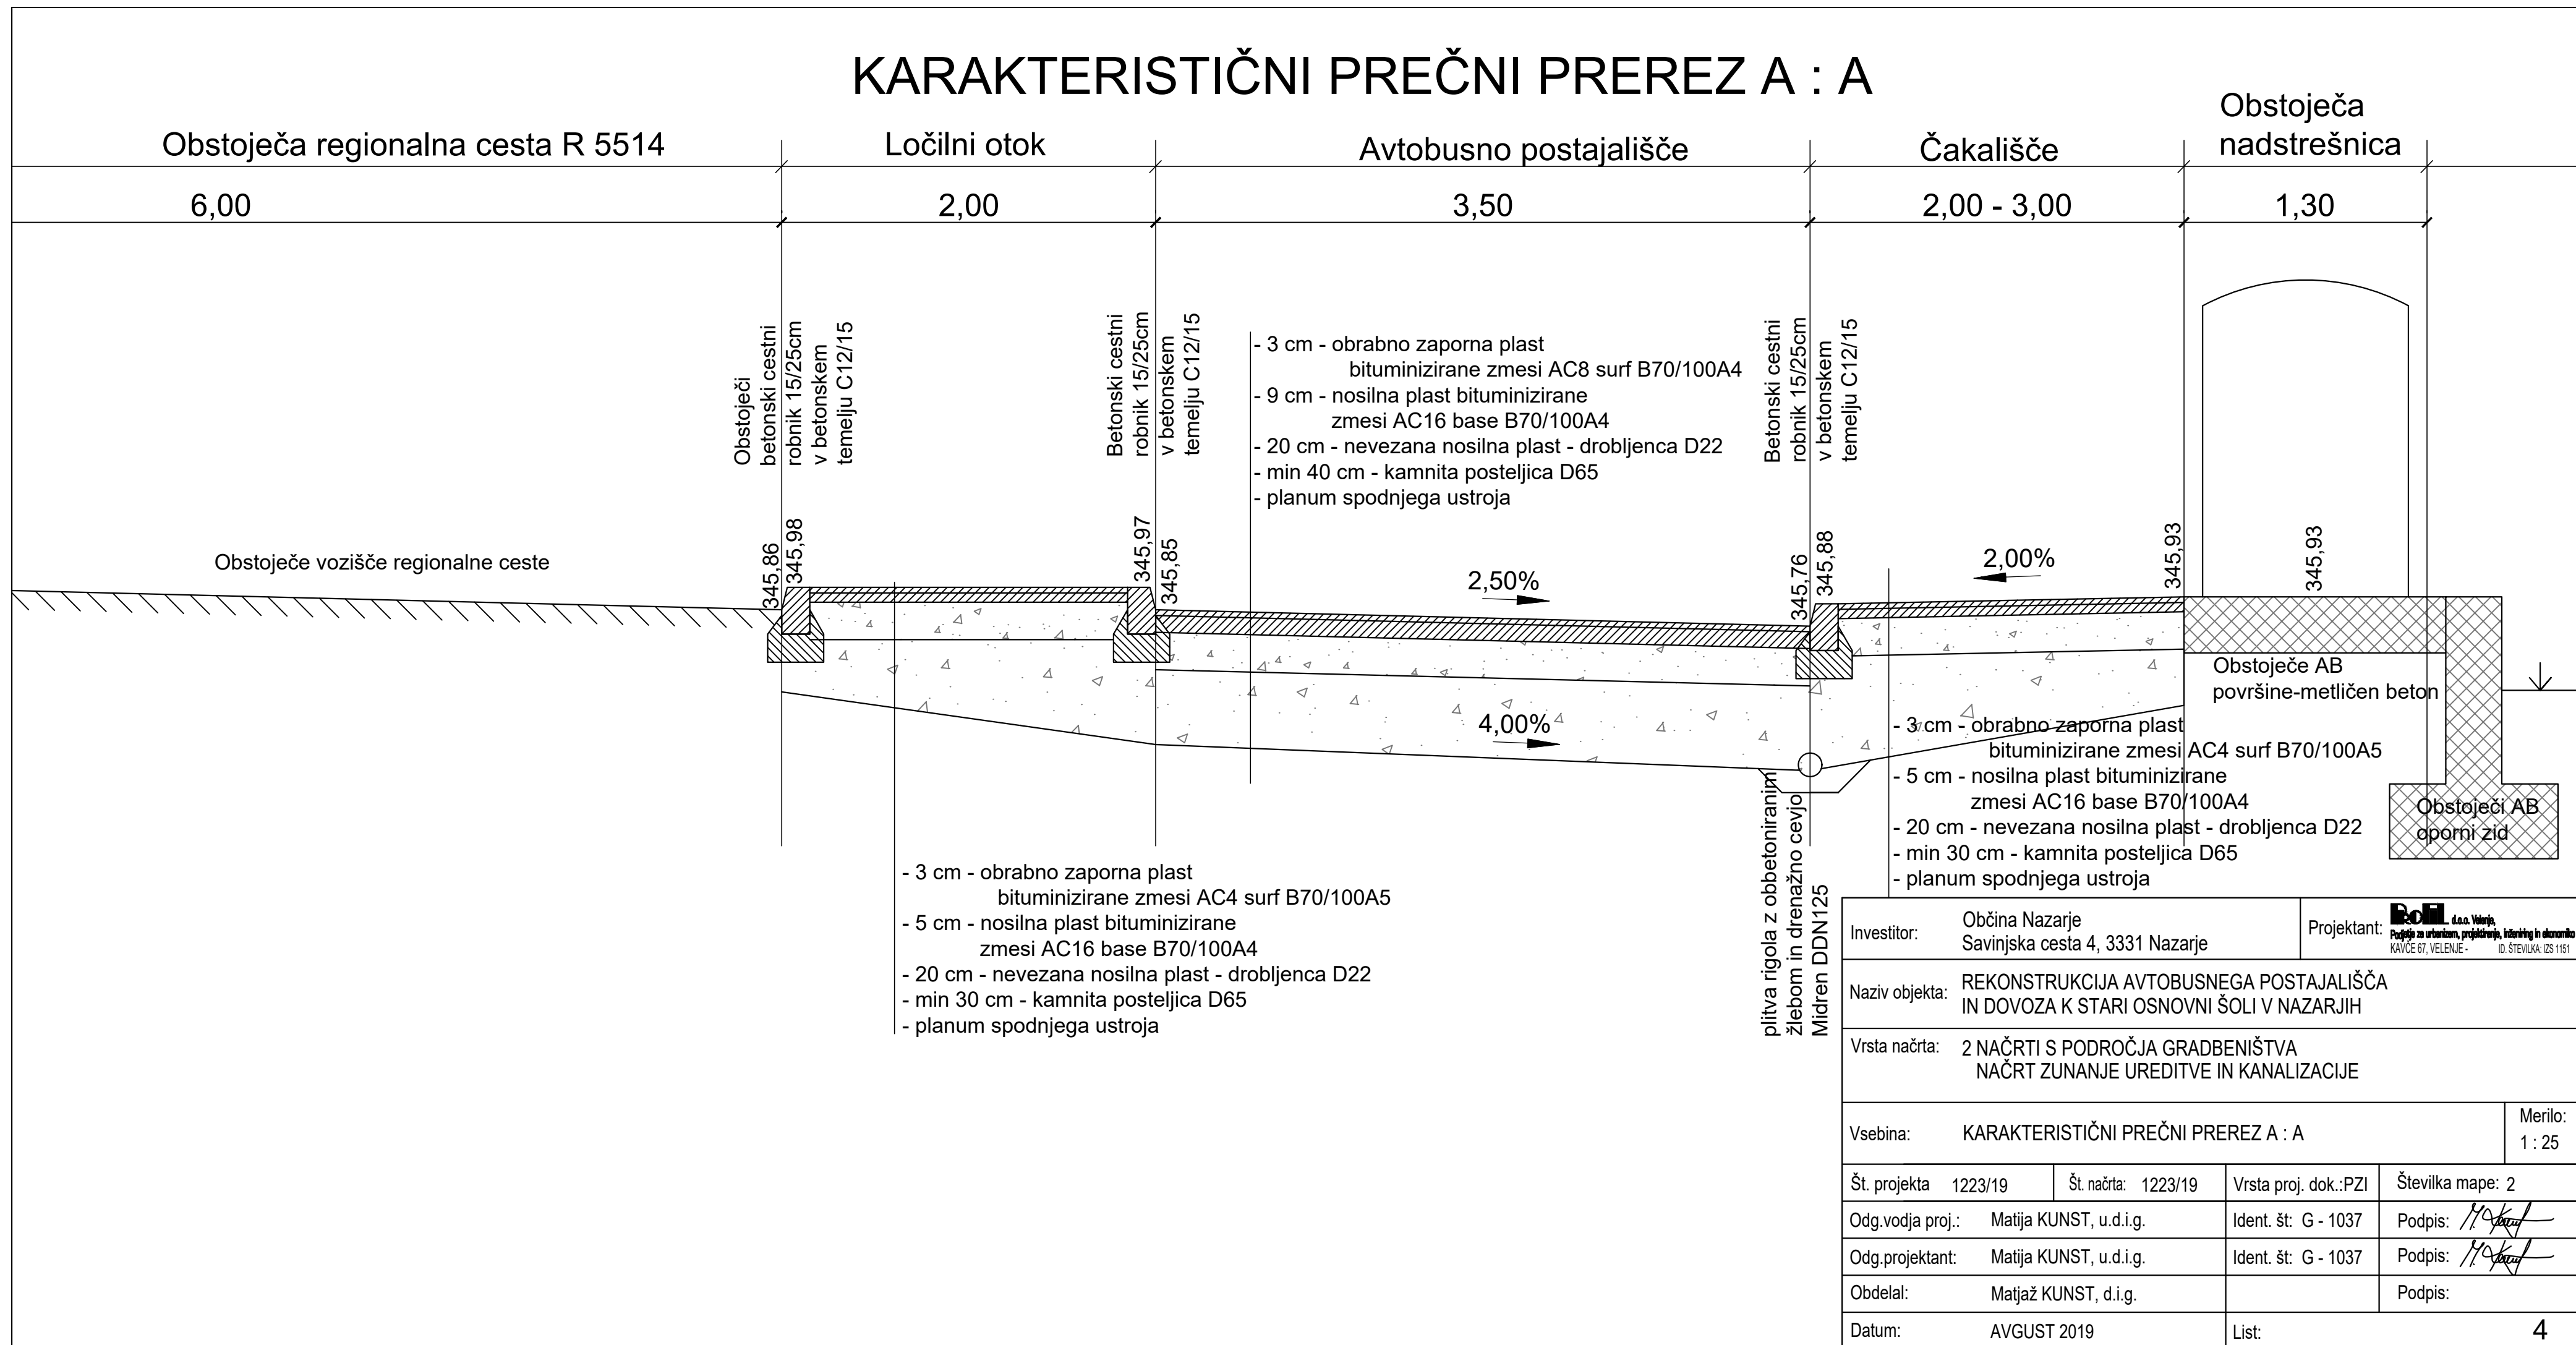 KARAKTERISTIČNI PREČNI PREREZ A : A
Obstoječa regionalna cesta R 5514
Ločilni otok
Avtobusno postajališče
Čakališče
Obstoječa
nadstrešnica
6,00
2,00
3,50
2,00 - 3,00
1,30
Obstoječi
betonski cestni
robnik 15/25cm
v betonskem
temelju C12/15
Betonski cestni
robnik 15/25cm
v betonskem
temelju C12/15
- 3 cm - obrabno zaporna plast
bituminizirane zmesi AC8 surf B70/100A4
- 9 cm - nosilna plast bituminizirane
zmesi AC16 base B70/100A4
- 20 cm - nevezana nosilna plast - drobljenca D22
- min 40 cm - kamnita posteljica D65
- planum spodnjega ustroja
Betonski cestni
robnik 15/25cm
v betonskem
temelju C12/15
Obstoječe vozišče regionalne ceste
345,86
345,98
345,97
345,85
2,50%
345,76
345,88
2,00%
345,93
345,93
4,00%
Obstoječe AB
površine-metličen beton
- 3 cm - obrabno zaporna plast
bituminizirane zmesi AC4 surf B70/100A5
- 5 cm - nosilna plast bituminizirane
zmesi AC16 base B70/100A4
- 20 cm - nevezana nosilna plast - drobljenca D22
- min 30 cm - kamnita posteljica D65
- planum spodnjega ustroja
Obstoječi AB
oporni zid
- 3 cm - obrabno zaporna plast
bituminizirane zmesi AC4 surf B70/100A5
- 5 cm - nosilna plast bituminizirane
zmesi AC16 base B70/100A4
- 20 cm - nevezana nosilna plast - drobljenca D22
- min 30 cm - kamnita posteljica D65
- planum spodnjega ustroja
plitva rigola z obbetoniranim
žlebom in drenažno cevjo
Midren DDN125
Investitor: Občina Nazarje
Savinjska cesta 4, 3331 Nazarje
Projektant: d.o.o. Velenje,
Podjetje za urbanizem, projektiranje, inženiring in ekonomiko
KAVČE 67, VELENJE - ID. ŠTEVILKA: IZS 1151
Naziv objekta: REKONSTRUKCIJA AVTOBUSNEGA POSTAJALIŠČA
IN DOVOZA K STARI OSNOVNI ŠOLI V NAZARJIH
Vrsta načrta: 2 NAČRTI S PODROČJA GRADBENIŠTVA
NAČRT ZUNANJE UREDITVE IN KANALIZACIJE
Vsebina: KARAKTERISTIČNI PREČNI PREREZ A : A
Merilo:
1 : 25
Št. projekta 1223/19 Št. načrta: 1223/19 Vrsta proj. dok.:PZI Številka mape: 2
Odg.vodja proj.: Matija KUNST, u.d.i.g. Ident. št: G - 1037 Podpis:
Odg.projektant: Matija KUNST, u.d.i.g. Ident. št: G - 1037 Podpis:
Obdelal: Matjaž KUNST, d.i.g. Podpis:
Datum: AVGUST 2019 List: 4